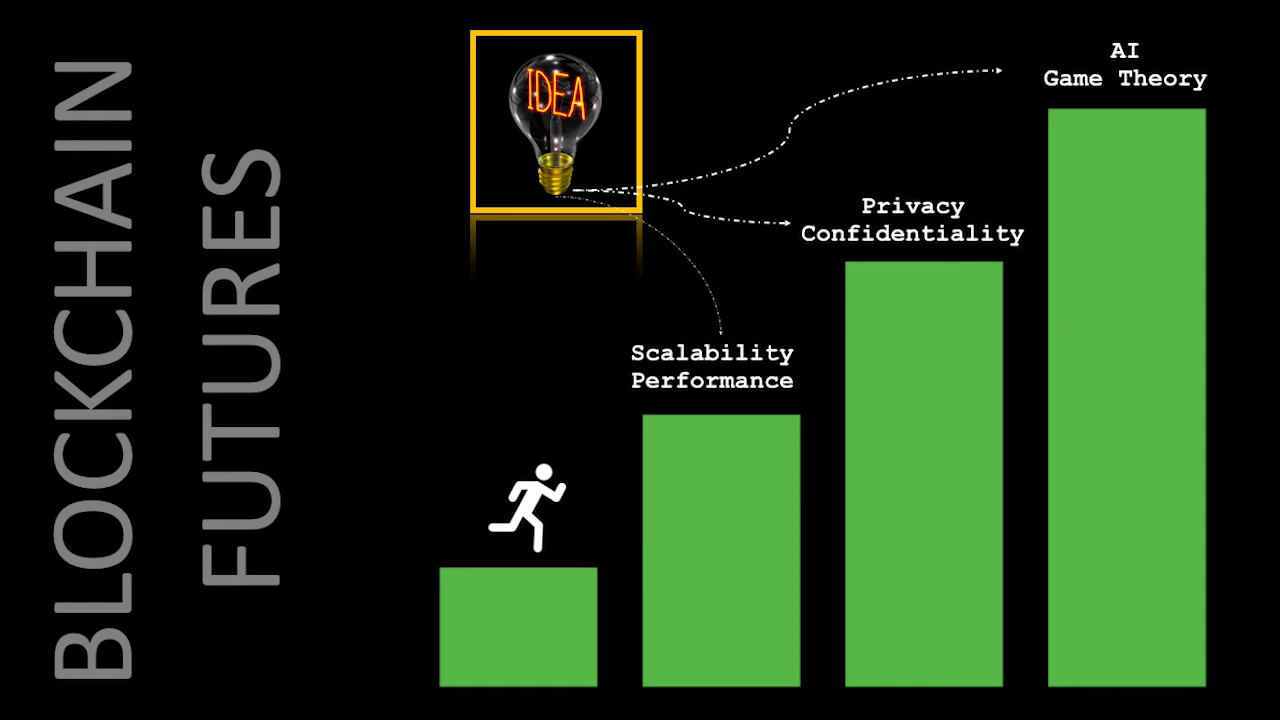 BLOCKCHAIN
FUTURES
IDEA
AI
Game Theory
Privacy
Confidentiality
Scalability
Performance